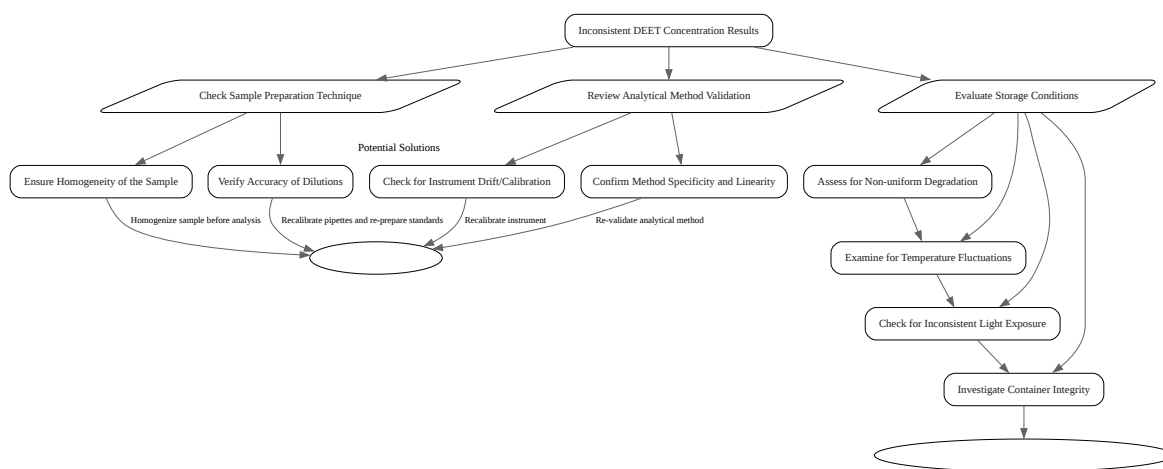 Inconsistent DEET Concentration Results
Check Sample Preparation Technique
Review Analytical Method Validation
Evaluate Storage Conditions
Potential Solutions
Ensure Homogeneity of the Sample
Verify Accuracy of Dilutions
Check for Instrument Drift/Calibration
Confirm Method Specificity and Linearity
Assess for Non-uniform Degradation
Homogenize sample before analysis
Recalibrate pipettes and re-prepare standards
Recalibrate instrument
Re-validate analytical method
Examine for Temperature Fluctuations
Check for Inconsistent Light Exposure
Investigate Container Integrity